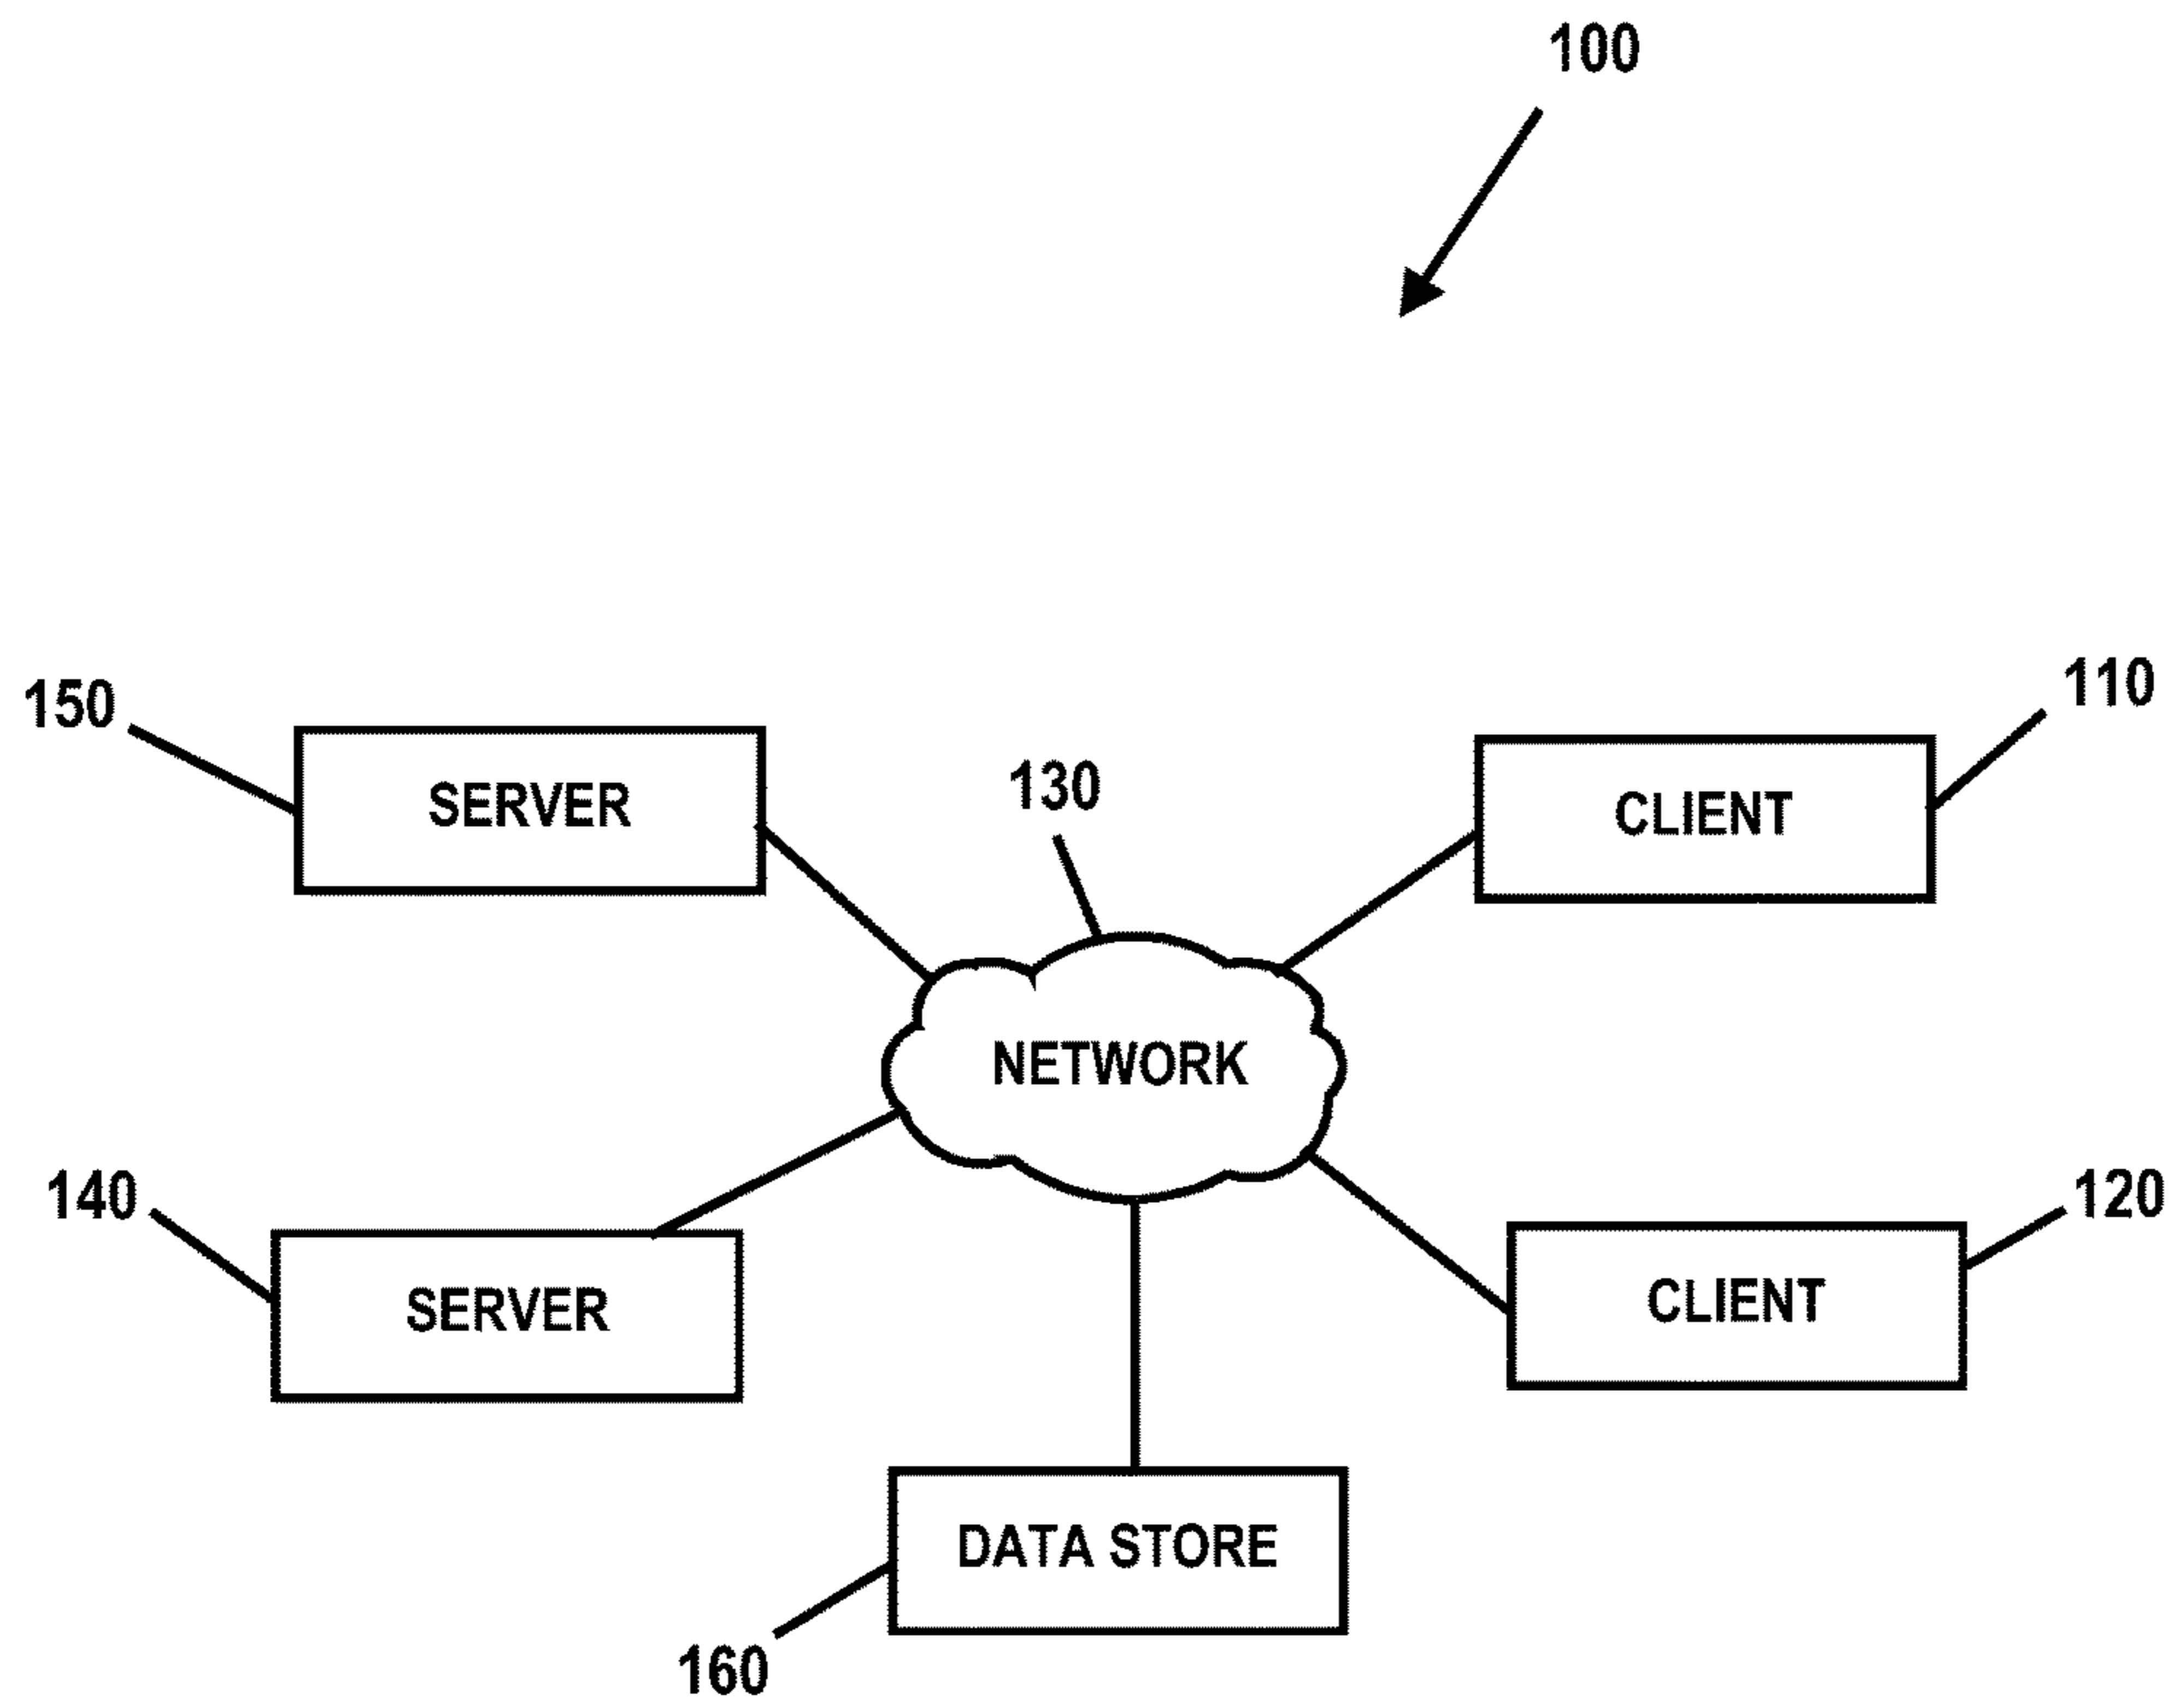 100
150
110
SERVER
130
CLIENT
NETWORK
140
120
SERVER
CLIENT
DATA STORE
160